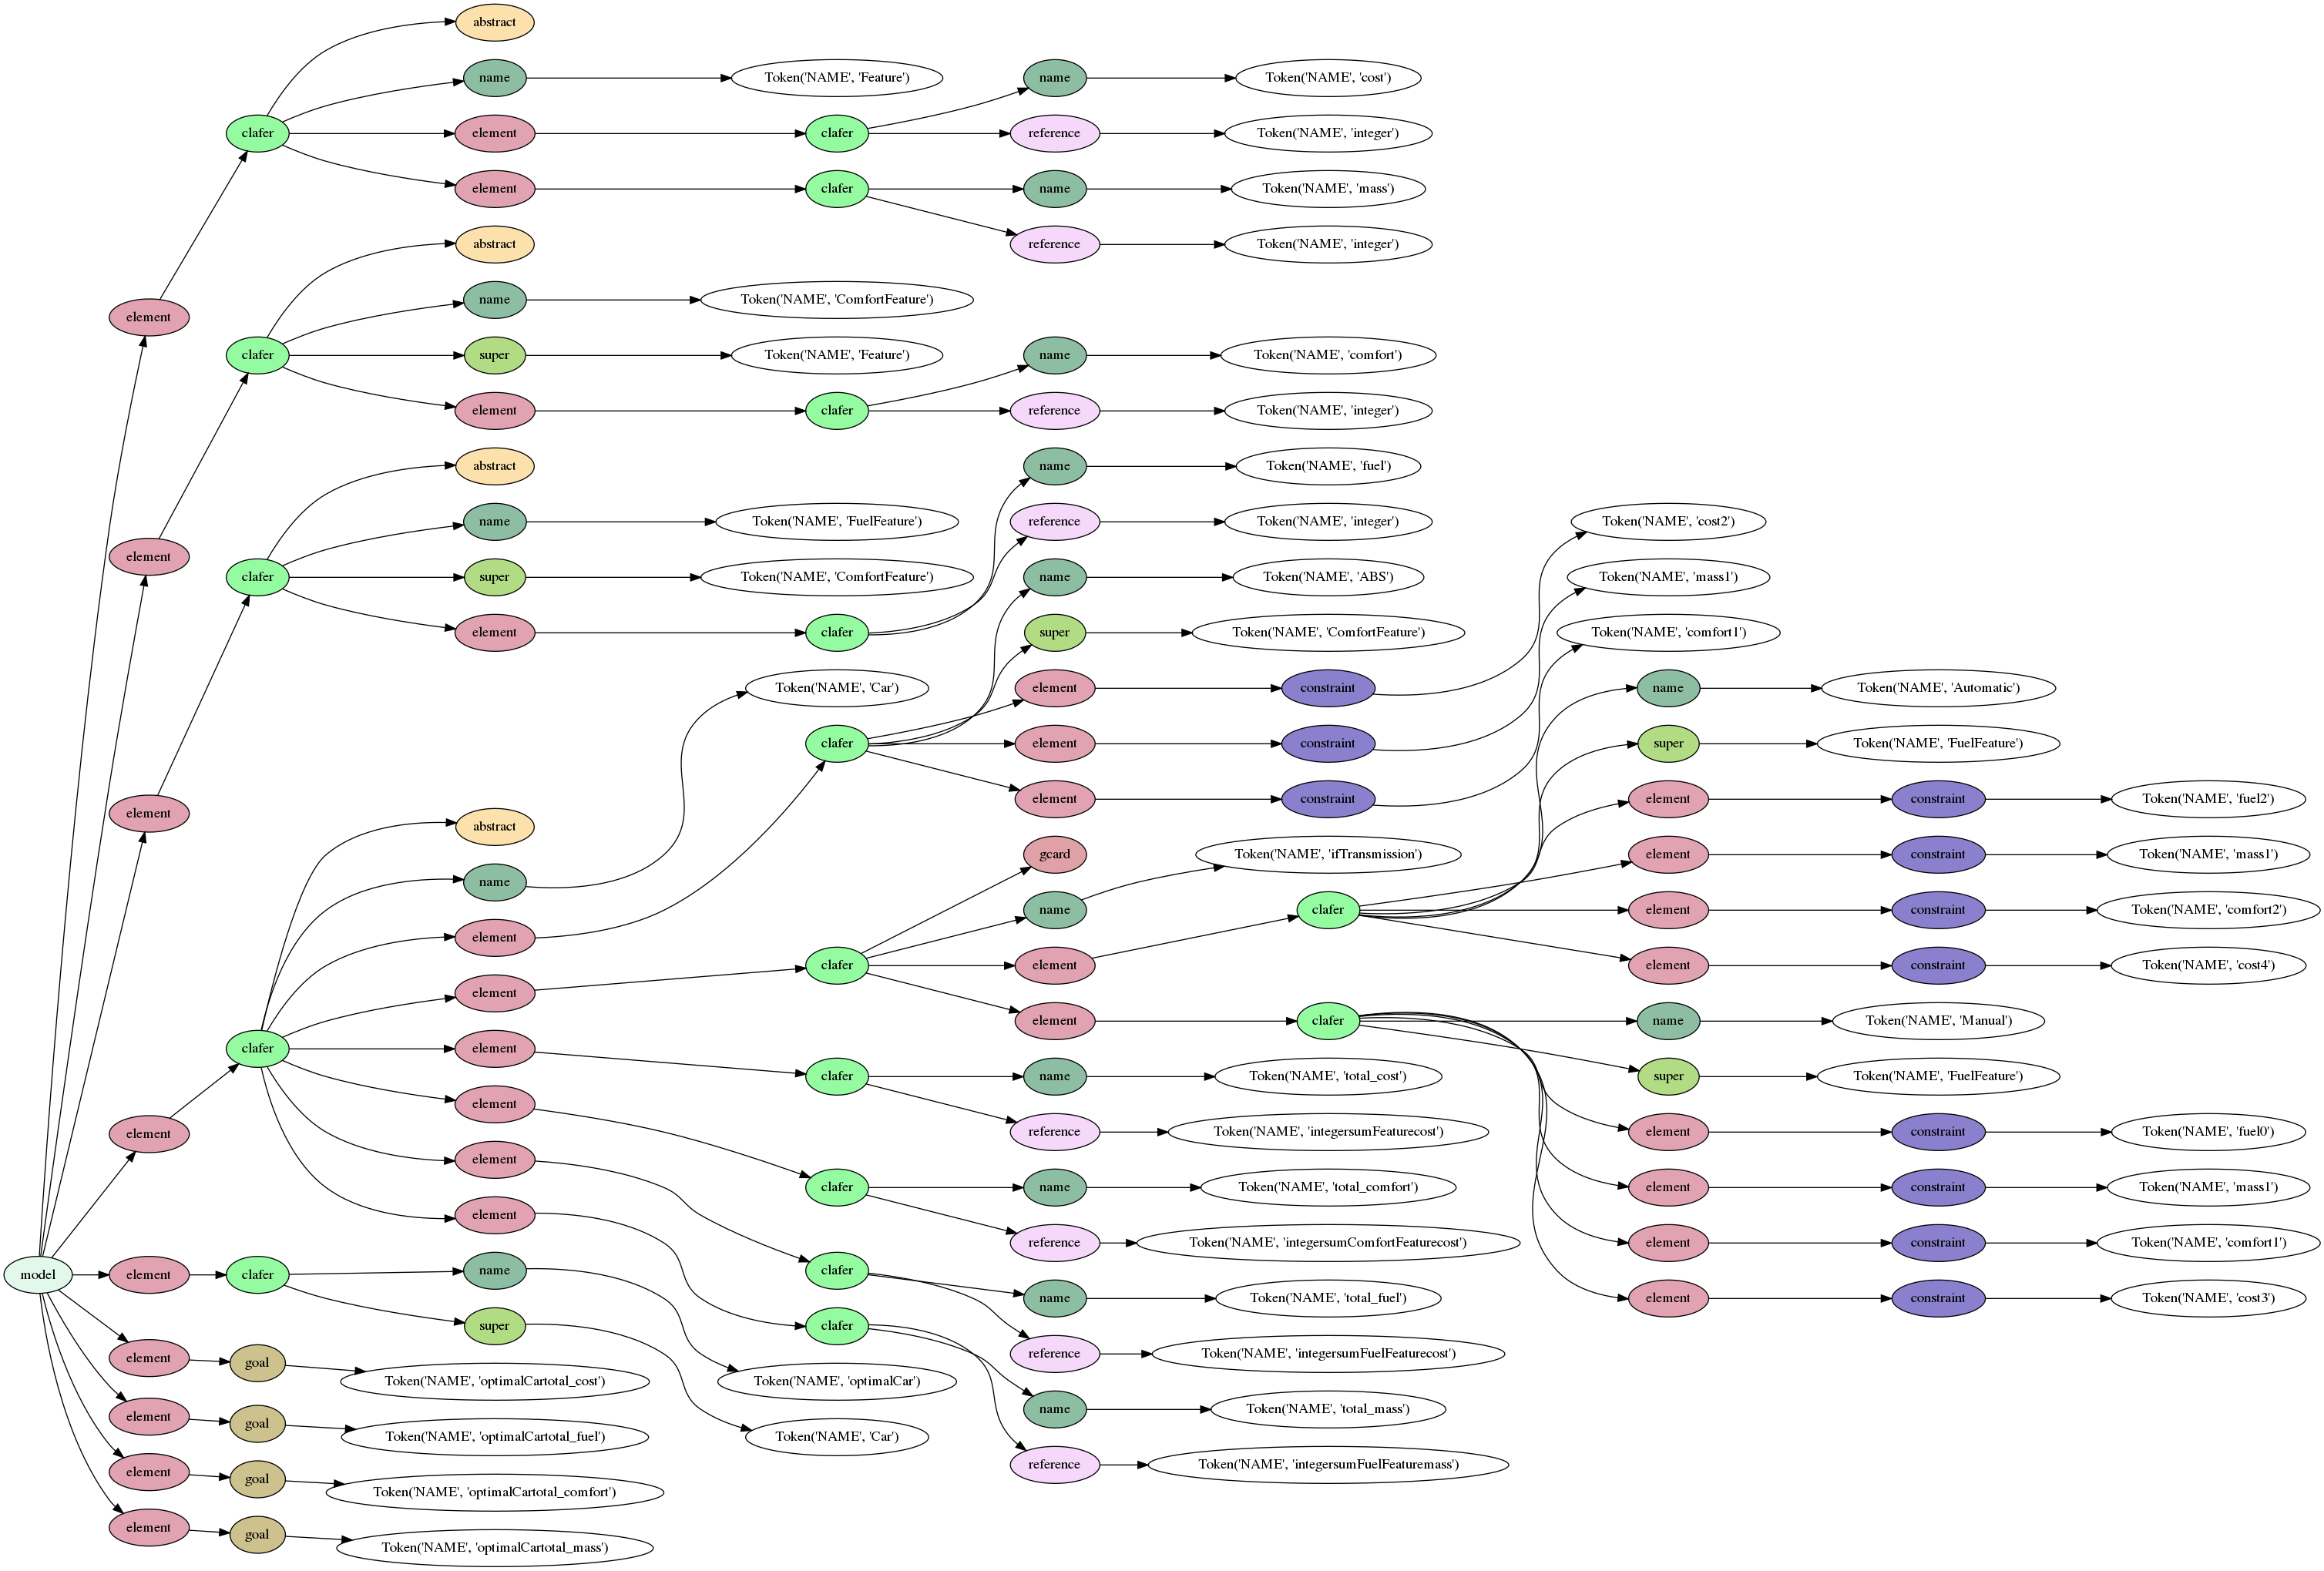 abstract
name
Token('NAME', 'Feature')
name
Token('NAME', 'cost')
clafer
element
clafer
reference
Token('NAME', 'integer')
element
clafer
name
Token('NAME', 'mass')
abstract
reference
Token('NAME', 'integer')
name
Token('NAME', 'ComfortFeature')
element
clafer
super
Token('NAME', 'Feature')
name
Token('NAME', 'comfort')
element
clafer
reference
Token('NAME', 'integer')
abstract
name
Token('NAME', 'fuel')
name
Token('NAME', 'FuelFeature')
reference
Token('NAME', 'integer')
Token('NAME', 'cost2')
element
clafer
super
Token('NAME', 'ComfortFeature')
name
Token('NAME', 'ABS')
Token('NAME', 'mass1')
element
clafer
super
Token('NAME', 'ComfortFeature')
Token('NAME', 'comfort1')
Token('NAME', 'Car')
element
constraint
name
Token('NAME', 'Automatic')
clafer
element
constraint
super
Token('NAME', 'FuelFeature')
element
constraint
element
constraint
Token('NAME', 'fuel2')
element
abstract
gcard
Token('NAME', 'ifTransmission')
element
constraint
Token('NAME', 'mass1')
name
name
clafer
element
constraint
Token('NAME', 'comfort2')
element
clafer
element
element
constraint
Token('NAME', 'cost4')
element
element
clafer
name
Token('NAME', 'Manual')
clafer
element
clafer
name
Token('NAME', 'total_cost')
super
Token('NAME', 'FuelFeature')
element
element
reference
Token('NAME', 'integersumFeaturecost')
element
constraint
Token('NAME', 'fuel0')
element
clafer
name
Token('NAME', 'total_comfort')
element
constraint
Token('NAME', 'mass1')
element
reference
Token('NAME', 'integersumComfortFeaturecost')
element
constraint
Token('NAME', 'comfort1')
model
element
clafer
name
clafer
name
Token('NAME', 'total_fuel')
element
constraint
Token('NAME', 'cost3')
super
clafer
reference
Token('NAME', 'integersumFuelFeaturecost')
element
goal
Token('NAME', 'optimalCartotal_cost')
Token('NAME', 'optimalCar')
name
Token('NAME', 'total_mass')
element
goal
Token('NAME', 'optimalCartotal_fuel')
Token('NAME', 'Car')
reference
Token('NAME', 'integersumFuelFeaturemass')
element
goal
Token('NAME', 'optimalCartotal_comfort')
element
goal
Token('NAME', 'optimalCartotal_mass')